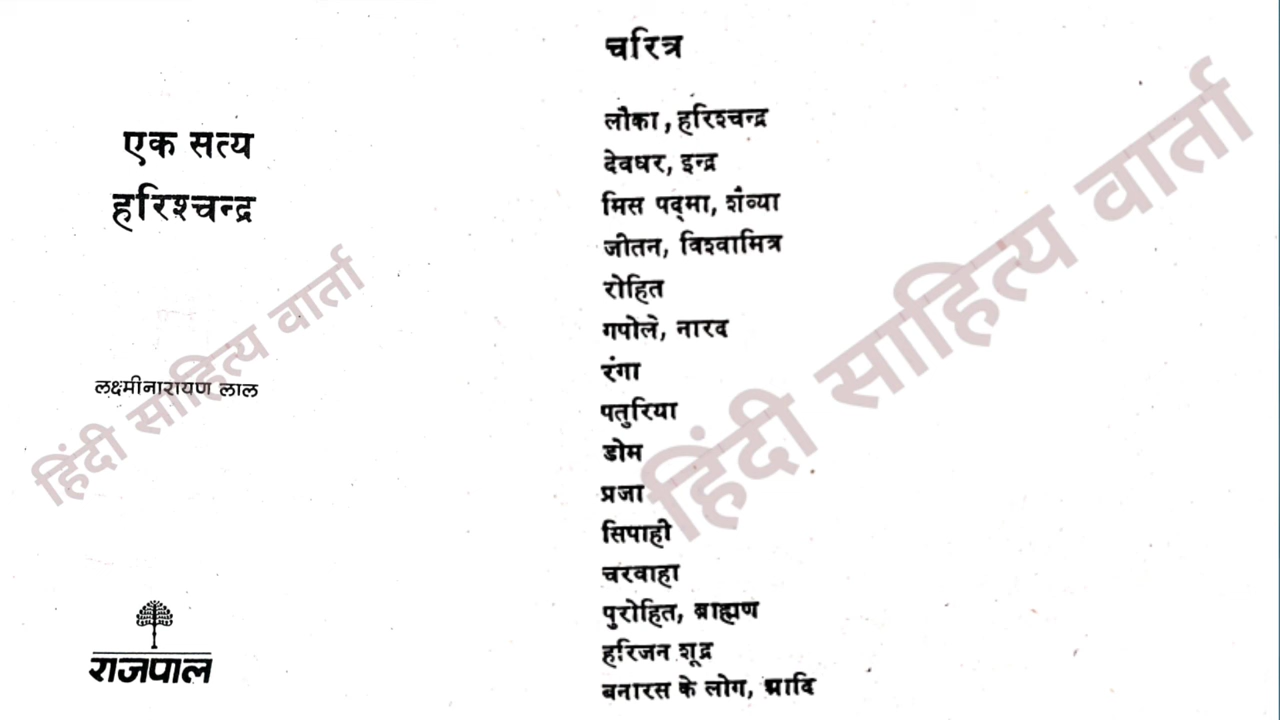 एक सत्य
हरिश्चन्द्र
लक्ष्मीनारायण लाल
राजपाल
हिंदी साहित्य वार्ता
चरित्र
लौका, हरिश्चन्द्र
देवधर, इन्द्र
मिस पद्‌मा, शैव्या
जीतन, विश्वामित्र
रोहित
गपोले, नारद
रंगा
पतुरिया
डोम
प्रजा
सिपाही
चरवाहा
पुरोहित, ब्राह्मण
हरिजन शूद्र
बनारस के लोग, आदि
हिंदी साहित्य वार्ता